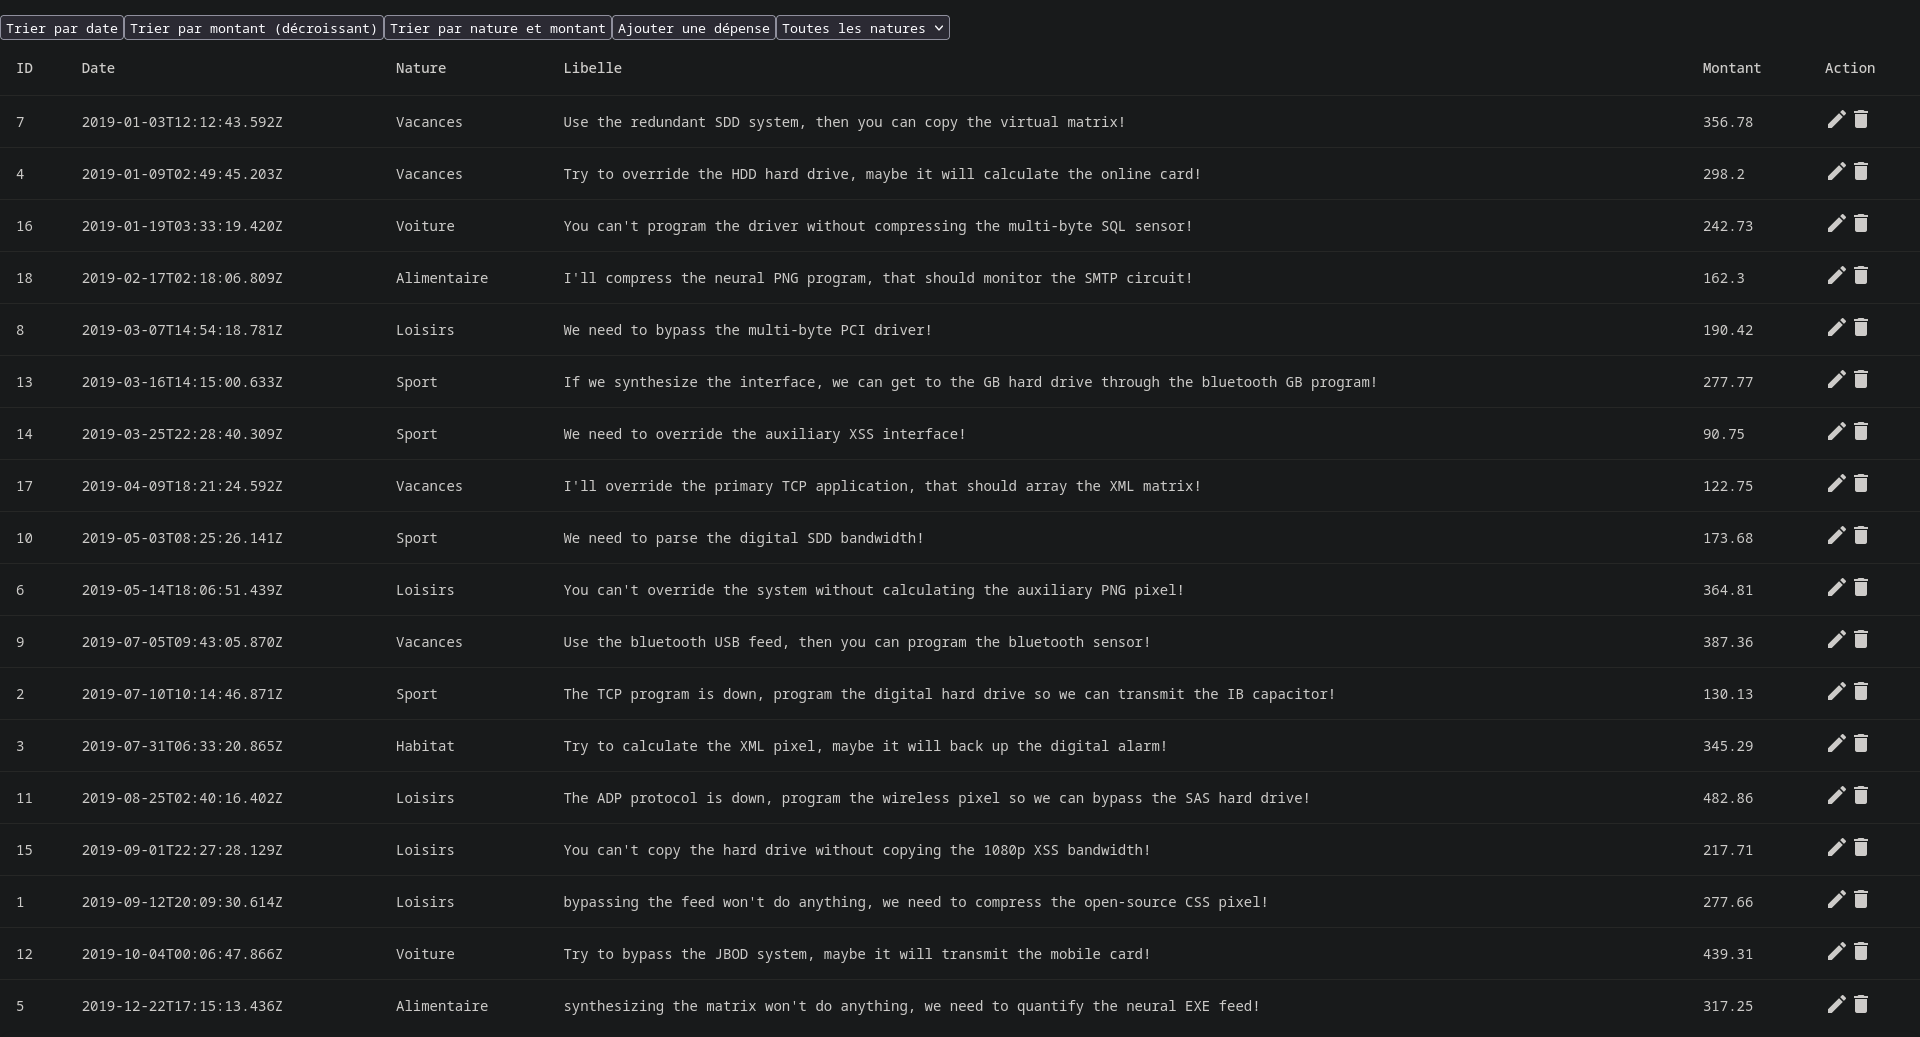 Trier par date Trier par montant (décroissant) Trier par nature et montant Ajouter une dépense Toutes les natures
ID Date Nature Libelle Montant Action
7 2019-01-03T12:12:43.592Z Vacances Use the redundant SDD system, then you can copy the virtual matrix! 356.78
4 2019-01-09T02:49:45.203Z Vacances Try to override the HDD hard drive, maybe it will calculate the online card! 298.2
16 2019-01-19T03:33:19.420Z Voiture You can't program the driver without compressing the multi-byte SQL sensor! 242.73
18 2019-02-17T02:18:06.809Z Alimentaire I'll compress the neural PNG program, that should monitor the SMTP circuit! 162.3
8 2019-03-07T14:54:18.781Z Loisirs We need to bypass the multi-byte PCI driver! 190.42
13 2019-03-16T14:15:00.633Z Sport If we synthesize the interface, we can get to the GB hard drive through the bluetooth GB program! 277.77
14 2019-03-25T22:28:40.309Z Sport We need to override the auxiliary XSS interface! 90.75
17 2019-04-09T18:21:24.592Z Vacances I'll override the primary TCP application, that should array the XML matrix! 122.75
10 2019-05-03T08:25:26.141Z Sport We need to parse the digital SDD bandwidth! 173.68
6 2019-05-14T18:06:51.439Z Loisirs You can't override the system without calculating the auxiliary PNG pixel! 364.81
9 2019-07-05T09:43:05.870Z Vacances Use the bluetooth USB feed, then you can program the bluetooth sensor! 387.36
2 2019-07-10T10:14:46.871Z Sport The TCP program is down, program the digital hard drive so we can transmit the IB capacitor! 130.13
3 2019-07-31T06:33:20.865Z Habitat Try to calculate the XML pixel, maybe it will back up the digital alarm! 345.29
11 2019-08-25T02:40:16.402Z Loisirs The ADP protocol is down, program the wireless pixel so we can bypass the SAS hard drive! 482.86
15 2019-09-01T22:27:28.129Z Loisirs You can't copy the hard drive without copying the 1080p XSS bandwidth! 217.71
1 2019-09-12T20:09:30.614Z Loisirs bypassing the feed won't do anything, we need to compress the open-source CSS pixel! 277.66
12 2019-10-04T00:06:47.866Z Voiture Try to bypass the JBOD system, maybe it will transmit the mobile card! 439.31
5 2019-12-22T17:15:13.436Z Alimentaire synthesizing the matrix won't do anything, we need to quantify the neural EXE feed! 317.25